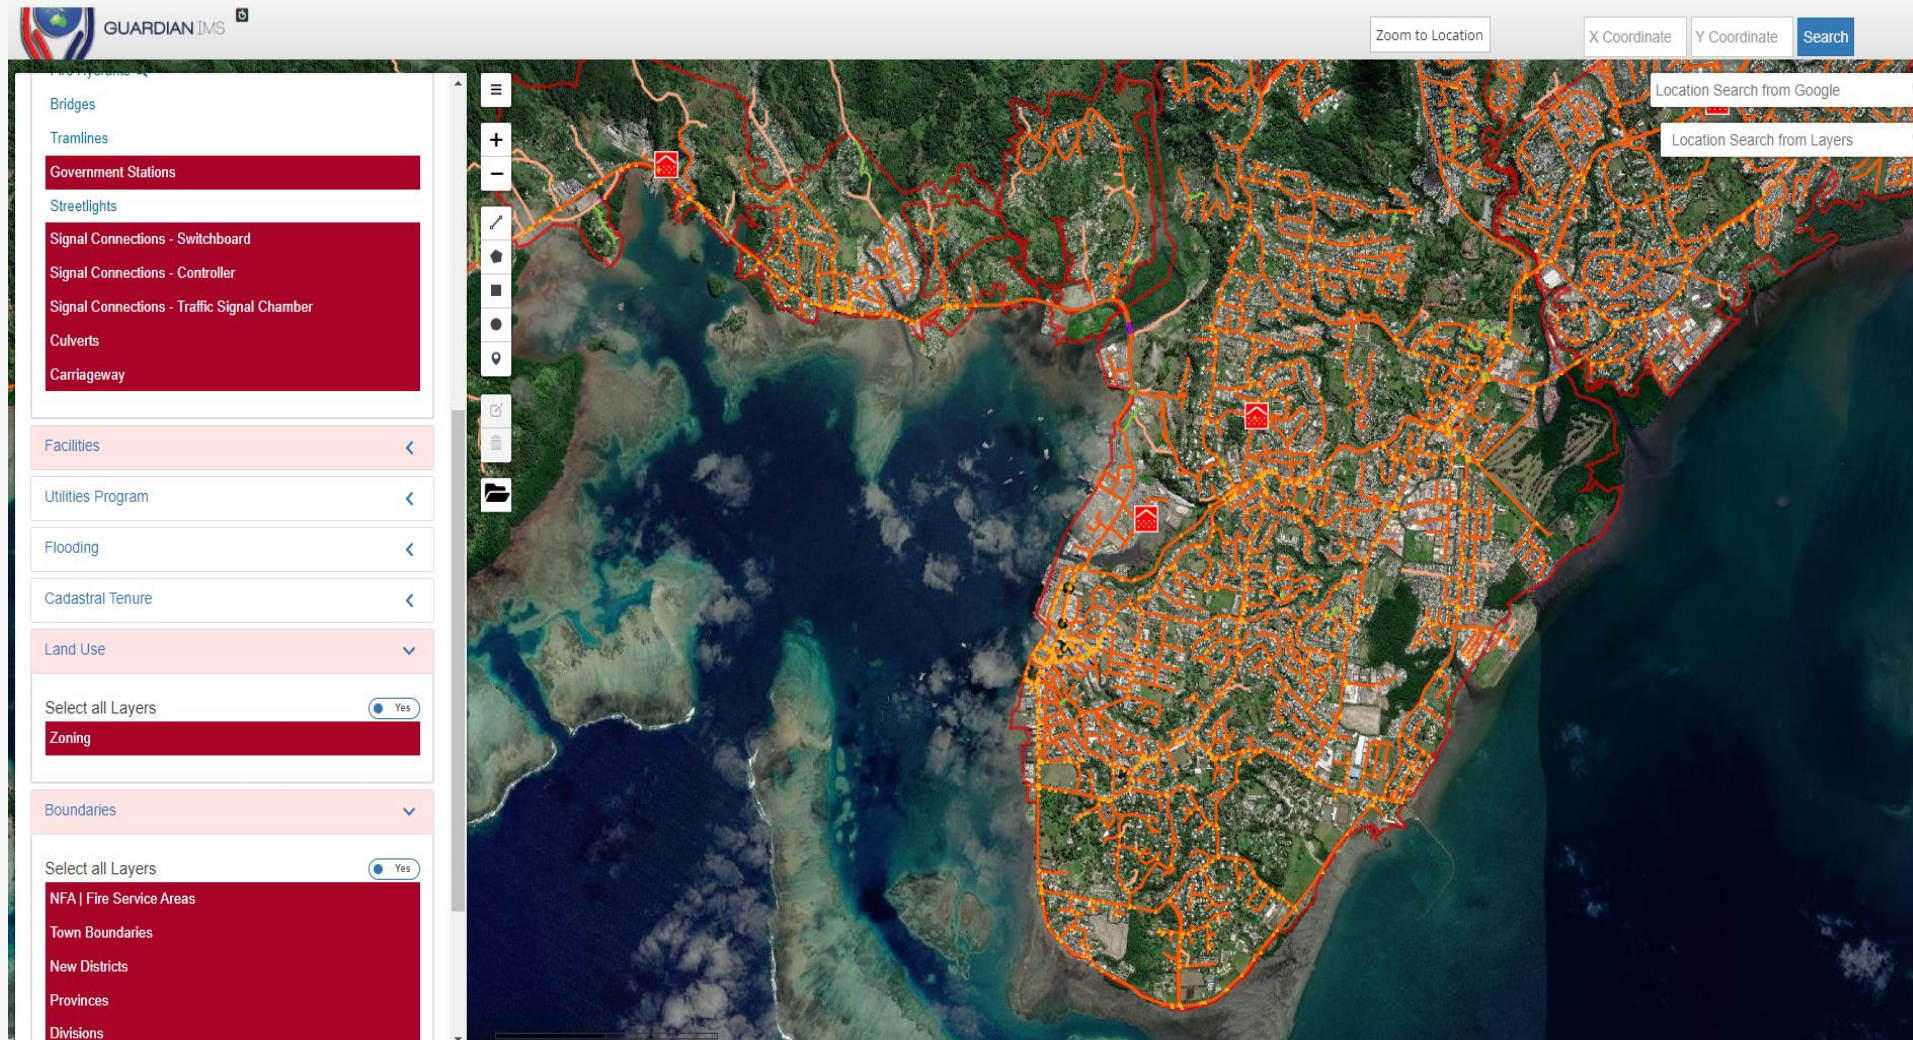 GUARDIAN IMS
Zoom to Location
X Coordinate
Y Coordinate
Search
Fire Hydrants
Bridges
Tramlines
Government Stations
Streetlights
Signal Connections - Switchboard
Signal Connections - Controller
Signal Connections - Traffic Signal Chamber
Culverts
Carriageway
Facilities
Utilities Program
Flooding
Cadastral Tenure
Land Use
Select all Layers
Yes
Zoning
Boundaries
Select all Layers
Yes
NFA | Fire Service Areas
Town Boundaries
New Districts
Provinces
Divisions
Location Search from Google
Location Search from Layers